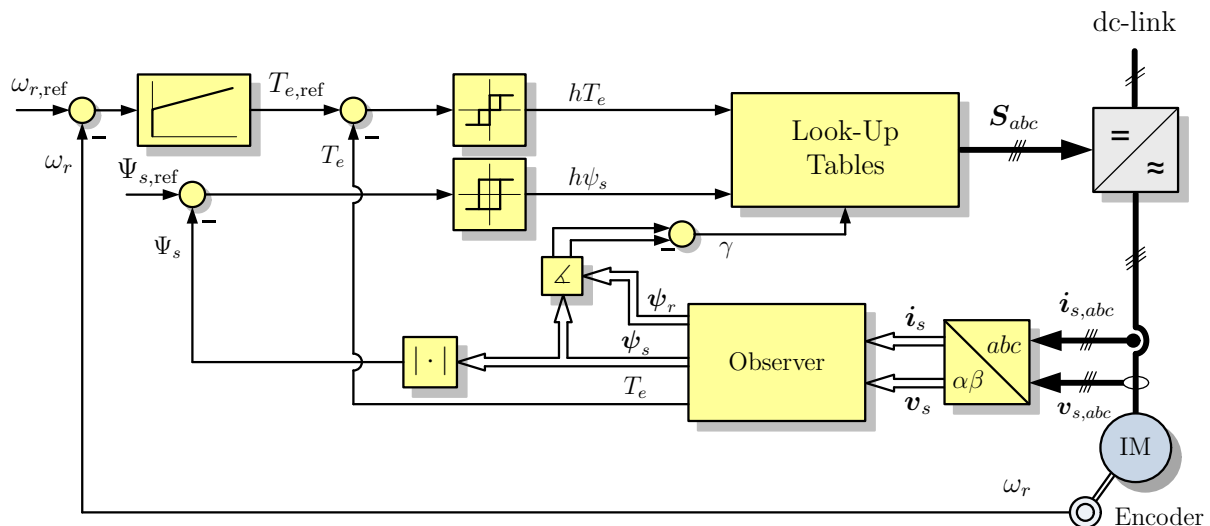 dc-link
ω_{r,ref}
T_{e,ref}
hT_e
Look-Up
Tables
S_{abc}
=
≈
ω_r
T_e
Ψ_{s,ref}
hψ_s
Ψ_s
γ
∡
ψ_r
i_s
i_{s,abc}
|·|
ψ_s
Observer
abc
αβ
T_e
v_s
v_{s,abc}
IM
ω_r
Encoder